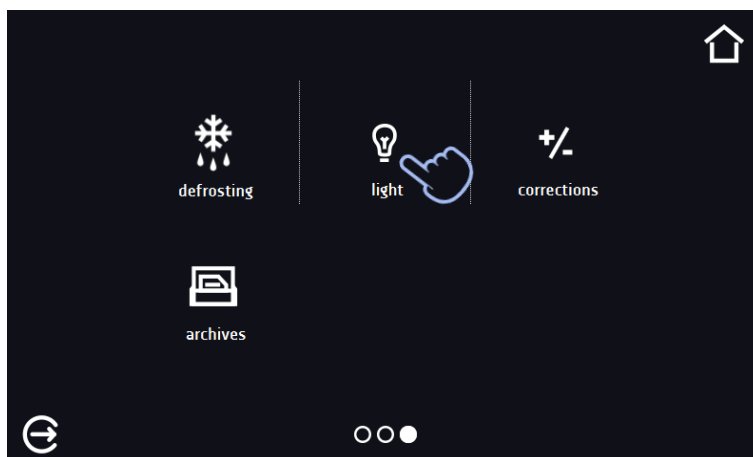 defrosting
light
+/-
corrections
archives